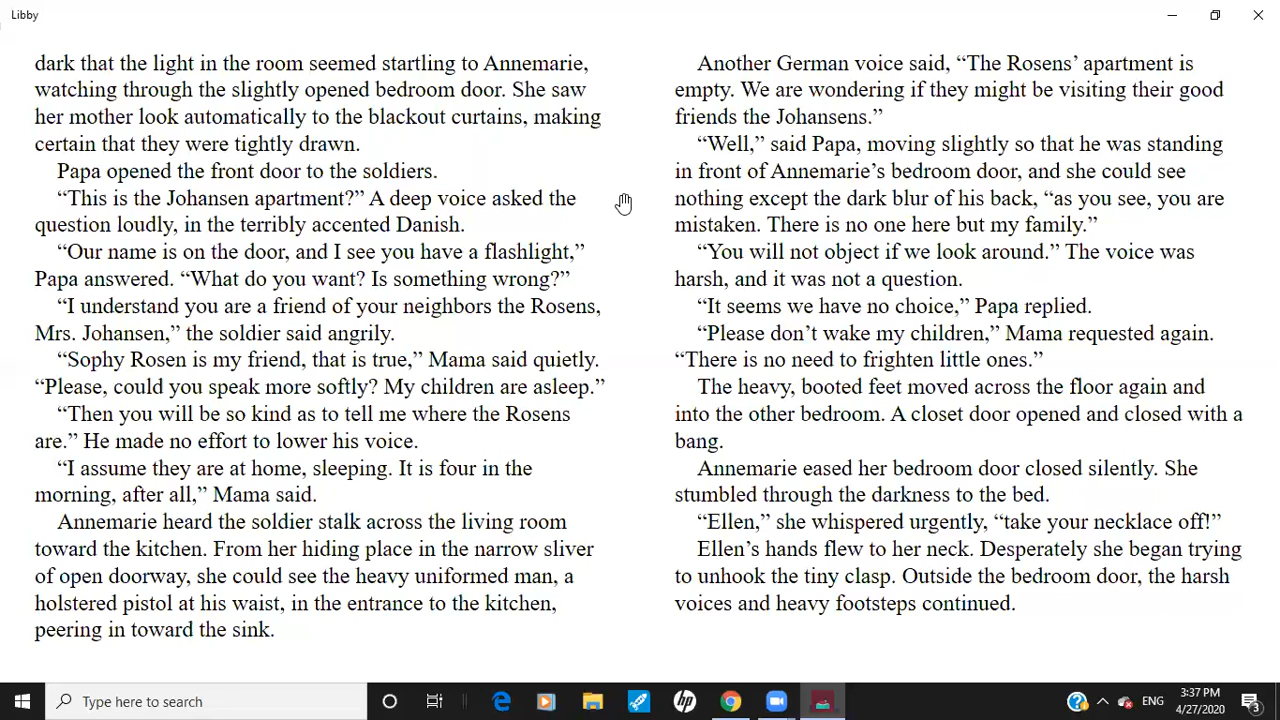 Libby
dark that the light in the room seemed startling to Annemarie,
watching through the slightly opened bedroom door. She saw
her mother look automatically to the blackout curtains, making
certain that they were tightly drawn.
Papa opened the front door to the soldiers.
“This is the Johansen apartment?” A deep voice asked the
question loudly, in the terribly accented Danish.
“Our name is on the door, and I see you have a flashlight,”
Papa answered. “What do you want? Is something wrong?”
“I understand you are a friend of your neighbors the Rosens,
Mrs. Johansen,” the soldier said angrily.
“Sophy Rosen is my friend, that is true,” Mama said quietly.
“Please, could you speak more softly? My children are asleep.”
“Then you will be so kind as to tell me where the Rosens
are.” He made no effort to lower his voice.
“I assume they are at home, sleeping. It is four in the
morning, after all,” Mama said.
Annemarie heard the soldier stalk across the living room
toward the kitchen. From her hiding place in the narrow sliver
of open doorway, she could see the heavy uniformed man, a
holstered pistol at his waist, in the entrance to the kitchen,
peering in toward the sink.
Another German voice said, “The Rosens’ apartment is
empty. We are wondering if they might be visiting their good
friends the Johansens.”
“Well,” said Papa, moving slightly so that he was standing
in front of Annemarie’s bedroom door, and she could see
nothing except the dark blur of his back, “as you see, you are
mistaken. There is no one here but my family.”
“You will not object if we look around.” The voice was
harsh, and it was not a question.
“It seems we have no choice,” Papa replied.
“Please don’t wake my children,” Mama requested again.
“There is no need to frighten little ones.”
The heavy, booted feet moved across the floor again and
into the other bedroom. A closet door opened and closed with a
bang.
Annemarie eased her bedroom door closed silently. She
stumbled through the darkness to the bed.
“Ellen,” she whispered urgently, “take your necklace off!”
Ellen’s hands flew to her neck. Desperately she began trying
to unhook the tiny clasp. Outside the bedroom door, the harsh
voices and heavy footsteps continued.
Type here to search
hp
ENG
3:37 PM
4/27/2020
3